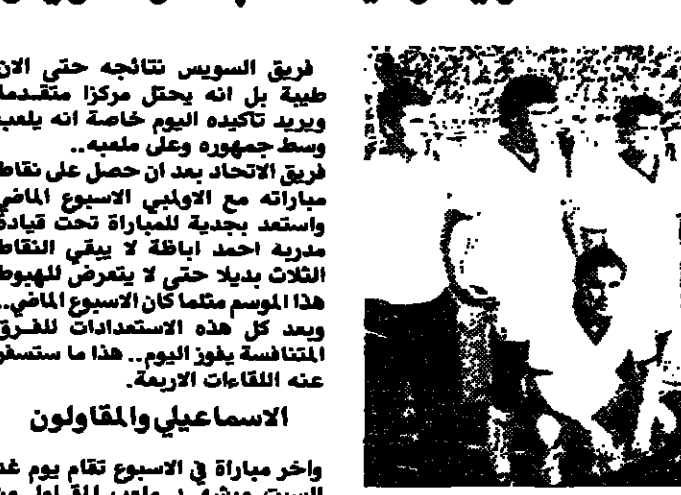 فريق السويس نتائجه حتى الان
طيبة بل انه يحتل مركزا متقدما
ويريد تاكيده اليوم خاصة انه يلعب
وسط جمهوره وعلى ملعبه..
فريق الاتحاد بعد ان حصل على نقاط
مباراته مع الاولمبي الاسبوع الماضي
واستعد بجدية للمباراة تحت قيادة
مدربه احمد اباظة لا يبقي النقاط
الثلاث بديلا حتى لا يتعرض للهبوط
هذا الموسم مثلما كان الاسبوع الماضي..
وبعد كل هذه الاستعدادات للفرق
المتنافسة يفوز اليوم.. هذا ما ستسفر
عنه اللقاءات الاربعة.
الاسماعيلي والمقاولون
واخر مباراة في الاسبوع تقام يوم غد
السبت